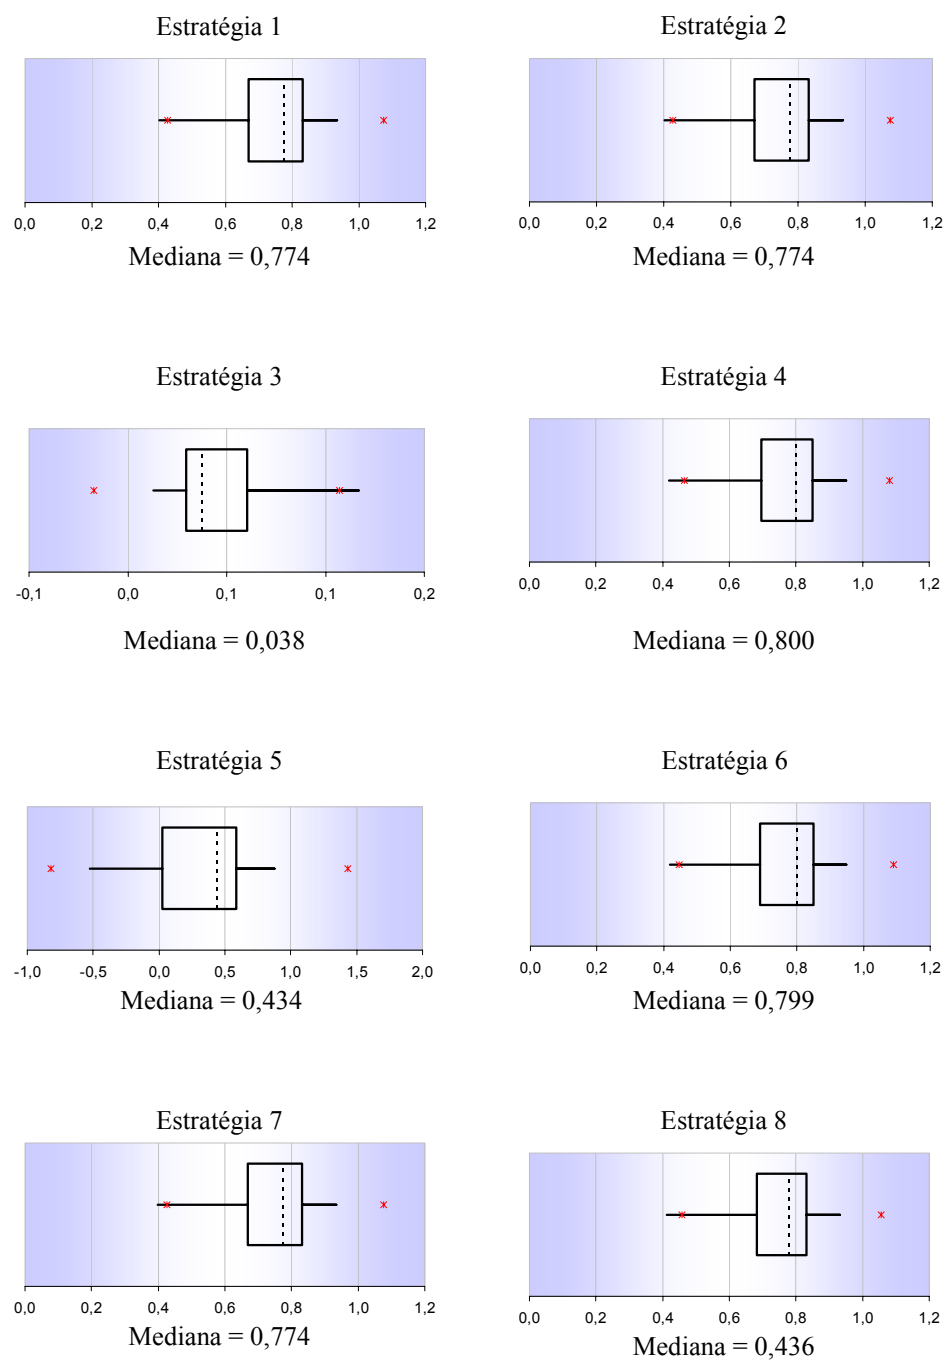 Estratégia 1
0,0 0,2 0,4 0,6 0,8 1,0 1,2
Mediana = 0,774
Estratégia 2
0,0 0,2 0,4 0,6 0,8 1,0 1,2
Mediana = 0,774
Estratégia 3
-0,1 0,0 0,1 0,1 0,2
Mediana = 0,038
Estratégia 4
0,0 0,2 0,4 0,6 0,8 1,0 1,2
Mediana = 0,800
Estratégia 5
-1,0 -0,5 0,0 0,5 1,0 1,5 2,0
Mediana = 0,434
Estratégia 6
0,0 0,2 0,4 0,6 0,8 1,0 1,2
Mediana = 0,799
Estratégia 7
0,0 0,2 0,4 0,6 0,8 1,0 1,2
Mediana = 0,774
Estratégia 8
0,0 0,2 0,4 0,6 0,8 1,0 1,2
Mediana = 0,436